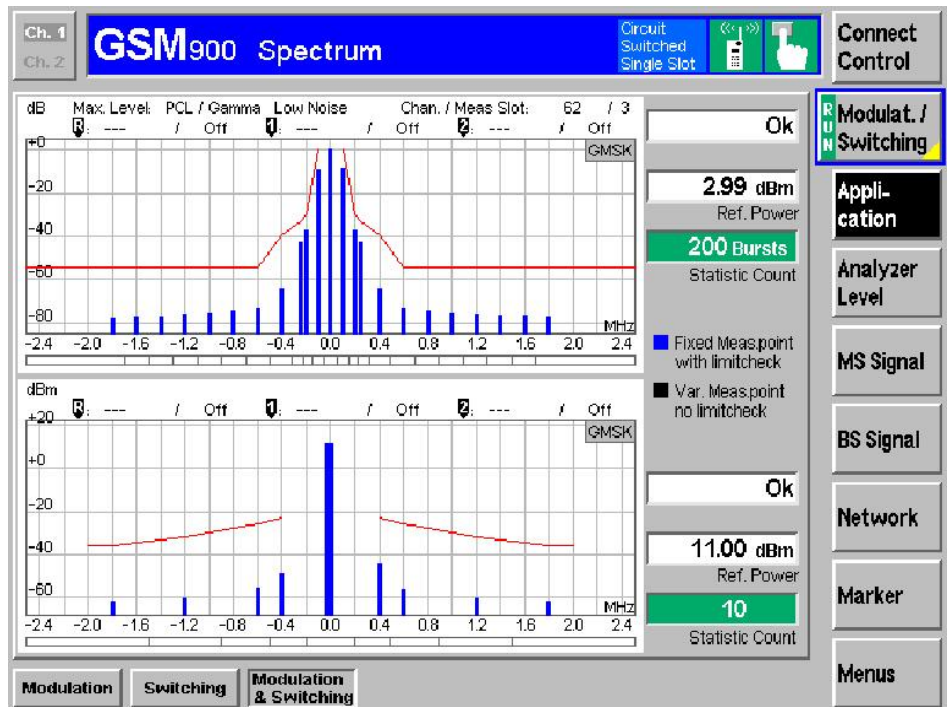 Ch. 1
Ch. 2
GSM900 Spectrum
Circuit
Switched
Single Slot
Connect
Control
dB Max. Level: PCL / Gamma Low Noise Chan. / Meas Slot: 62 / 3
R: --- / Off 1: --- / Off 2: --- / Off
GMSK
+0
-20
-40
-60
-80
MHz
-2.4 -2.0 -1.6 -1.2 -0.8 -0.4 0.0 0.4 0.8 1.2 1.6 2.0 2.4
Ok
2.99 dBm
Ref. Power
200 Bursts
Statistic Count
Fixed Meas.point
with limitcheck
Var. Meas.point
no limitcheck
dBm
R: --- / Off 1: --- / Off 2: --- / Off
GMSK
+20
+0
-20
-40
-60
MHz
-2.4 -2.0 -1.6 -1.2 -0.8 -0.4 0.0 0.4 0.8 1.2 1.6 2.0 2.4
Ok
11.00 dBm
Ref. Power
10
Statistic Count
RUN
Modulat. /
Switching
Appli-
cation
Analyzer
Level
MS Signal
BS Signal
Network
Marker
Menus
Modulation
Switching
Modulation
& Switching